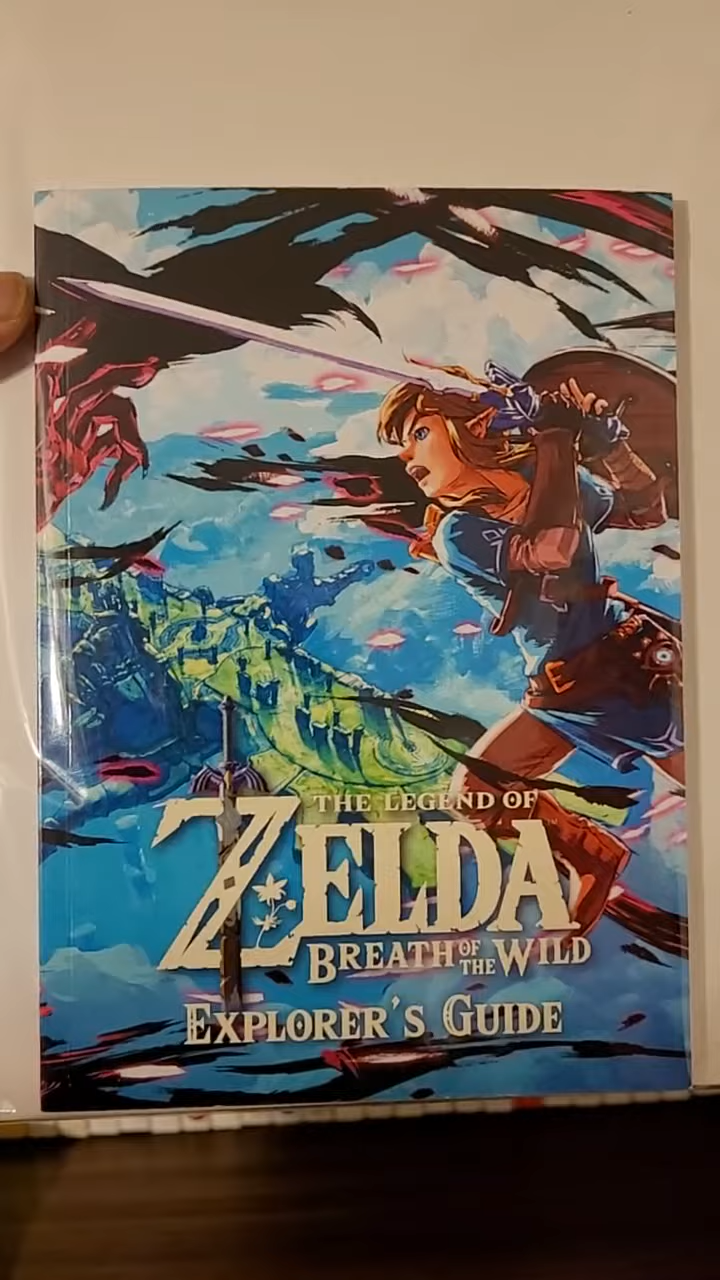 THE LEGEND OF
ZELDA
BREATH OF THE WILD
EXPLORER'S GUIDE